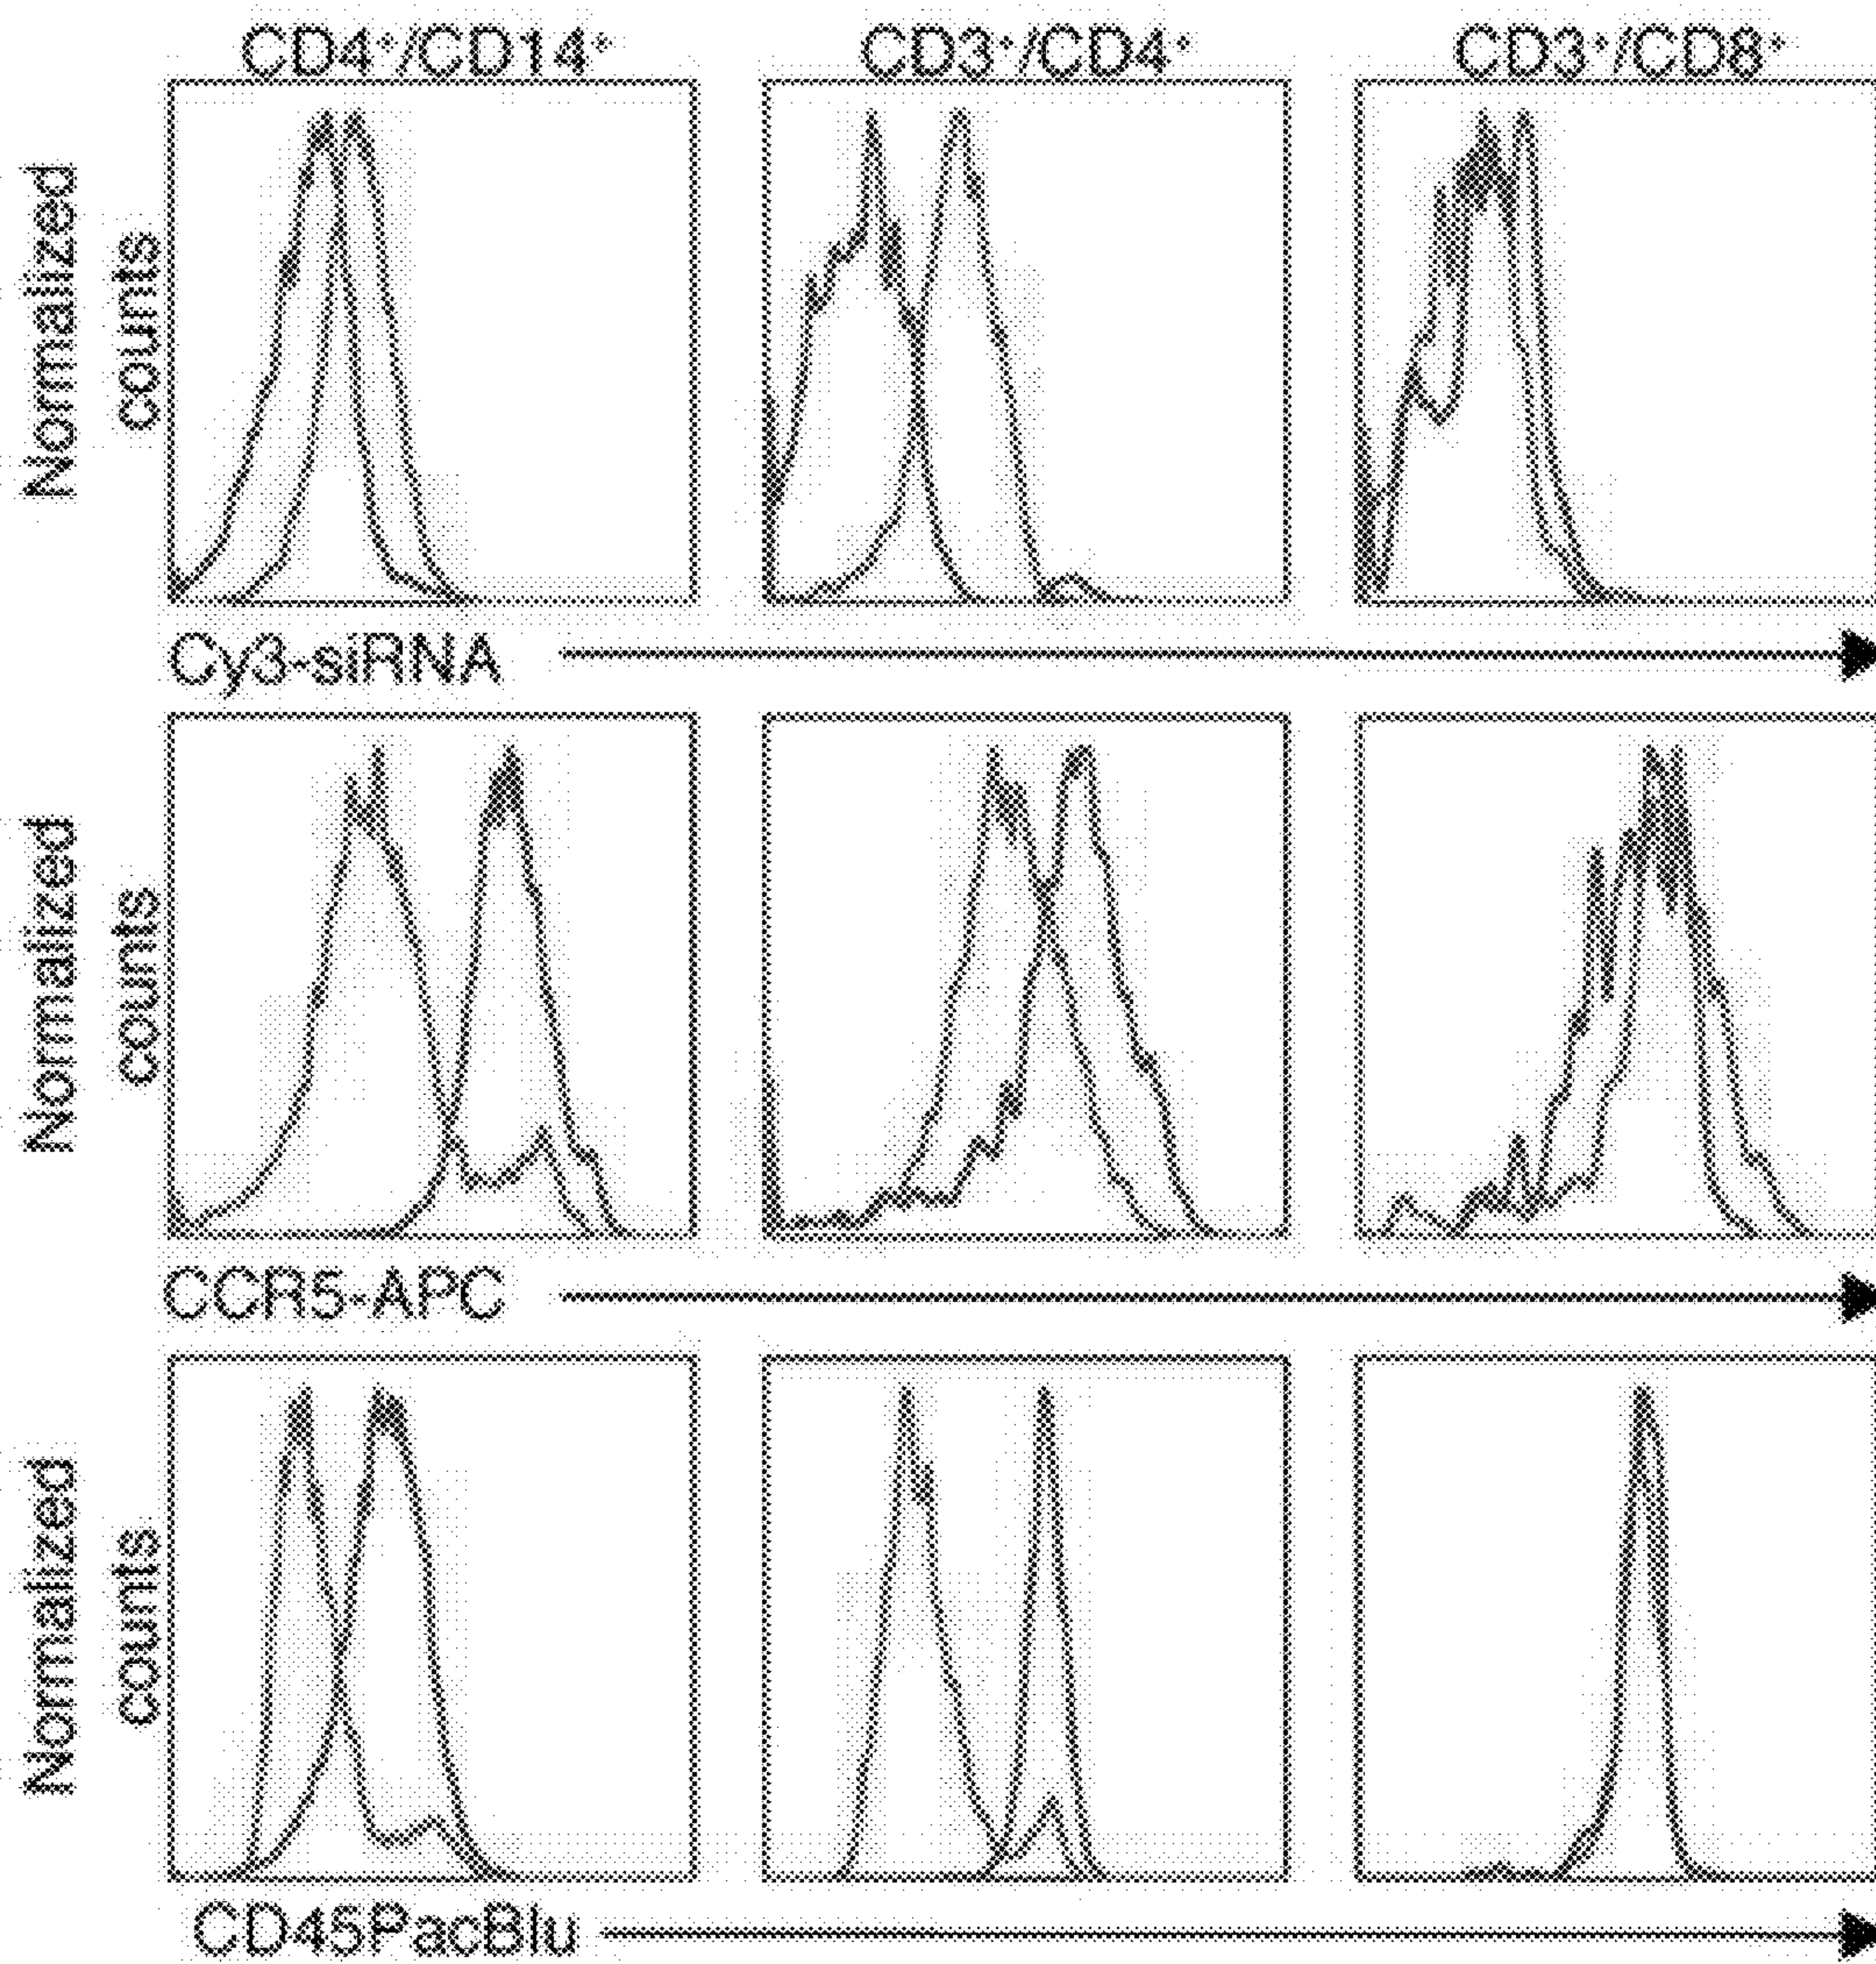 CD4⁺/CD14⁺
CD3⁺/CD4⁺
CD3⁺/CD8⁺
Normalized
counts
Cy3-siRNA
Normalized
counts
CCR5-APC
Normalized
counts
CD45PacBlu